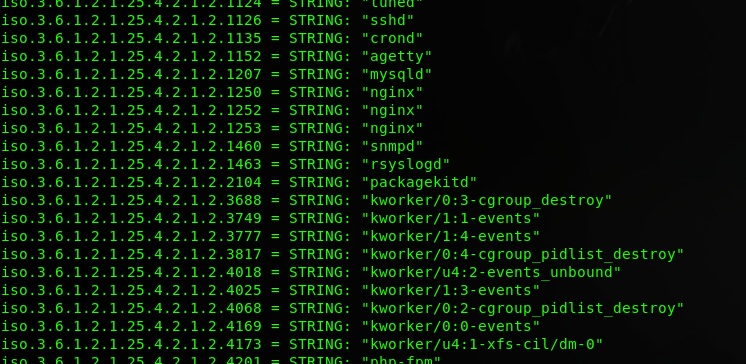 iso.3.6.1.2.1.25.4.2.1.2.1124 = STRING: "tuned"
iso.3.6.1.2.1.25.4.2.1.2.1126 = STRING: "sshd"
iso.3.6.1.2.1.25.4.2.1.2.1135 = STRING: "crond"
iso.3.6.1.2.1.25.4.2.1.2.1152 = STRING: "agetty"
iso.3.6.1.2.1.25.4.2.1.2.1207 = STRING: "mysqld"
iso.3.6.1.2.1.25.4.2.1.2.1250 = STRING: "nginx"
iso.3.6.1.2.1.25.4.2.1.2.1252 = STRING: "nginx"
iso.3.6.1.2.1.25.4.2.1.2.1253 = STRING: "nginx"
iso.3.6.1.2.1.25.4.2.1.2.1460 = STRING: "snmpd"
iso.3.6.1.2.1.25.4.2.1.2.1463 = STRING: "rsyslogd"
iso.3.6.1.2.1.25.4.2.1.2.2104 = STRING: "packagekitd"
iso.3.6.1.2.1.25.4.2.1.2.3688 = STRING: "kworker/0:3-cgroup_destroy"
iso.3.6.1.2.1.25.4.2.1.2.3749 = STRING: "kworker/1:1-events"
iso.3.6.1.2.1.25.4.2.1.2.3777 = STRING: "kworker/1:4-events"
iso.3.6.1.2.1.25.4.2.1.2.3817 = STRING: "kworker/0:4-cgroup_pidlist_destroy"
iso.3.6.1.2.1.25.4.2.1.2.4018 = STRING: "kworker/u4:2-events_unbound"
iso.3.6.1.2.1.25.4.2.1.2.4025 = STRING: "kworker/1:3-events"
iso.3.6.1.2.1.25.4.2.1.2.4068 = STRING: "kworker/0:2-cgroup_pidlist_destroy"
iso.3.6.1.2.1.25.4.2.1.2.4169 = STRING: "kworker/0:0-events"
iso.3.6.1.2.1.25.4.2.1.2.4173 = STRING: "kworker/u4:1-xfs-cil/dm-0"
iso.3.6.1.2.1.25.4.2.1.2.4201 = STRING: "php-fpm"